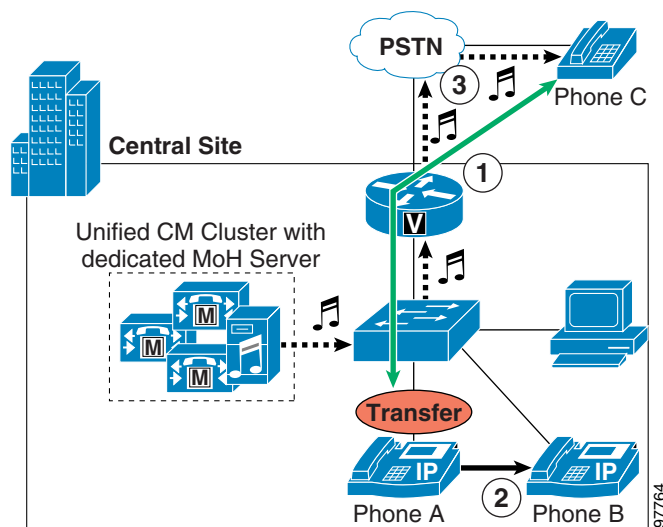 PSTN
3
Phone C
Central Site
1
V
Unified CM Cluster with
dedicated MoH Server
M
M
M
Transfer
IP
IP
2
Phone A
Phone B